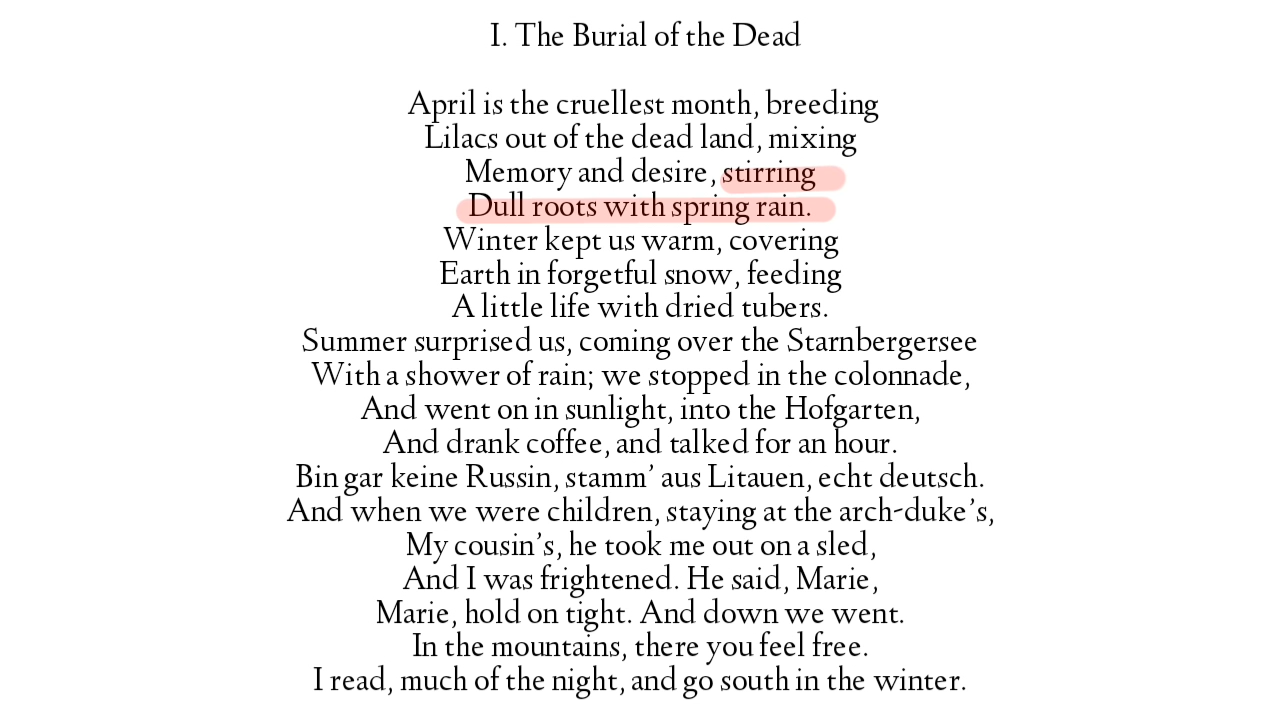 I. The Burial of the Dead
April is the cruellest month, breeding
Lilacs out of the dead land, mixing
Memory and desire, stirring
Dull roots with spring rain.
Winter kept us warm, covering
Earth in forgetful snow, feeding
A little life with dried tubers.
Summer surprised us, coming over the Starnbergersee
With a shower of rain; we stopped in the colonnade,
And went on in sunlight, into the Hofgarten,
And drank coffee, and talked for an hour.
Bin gar keine Russin, stamm’ aus Litauen, echt deutsch.
And when we were children, staying at the arch-duke’s,
My cousin’s, he took me out on a sled,
And I was frightened. He said, Marie,
Marie, hold on tight. And down we went.
In the mountains, there you feel free.
I read, much of the night, and go south in the winter.